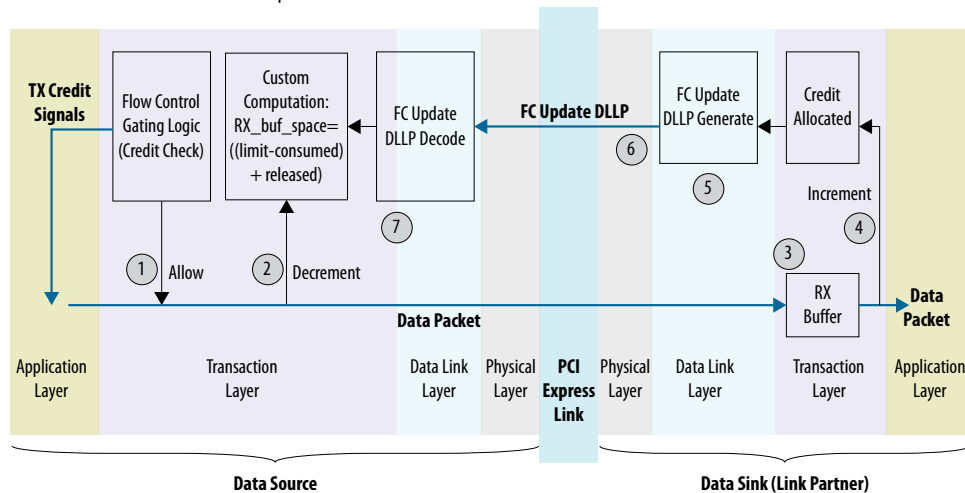 TX Credit
Signals
Flow Control
Gating Logic
(Credit Check)
Custom
Computation:
RX_buf_space=
((limit-consumed)
+ released)
FC Update
DLLP Decode
FC Update DLLP
FC Update
DLLP Generate
Credit
Allocated
6
5
Increment
7
4
1
Allow
2
Decrement
3
RX
Buffer
Data
Packet
Data Packet
Application
Layer
Transaction
Layer
Data Link
Layer
Physical
Layer
PCI
Express
Link
Physical
Layer
Data Link
Layer
Transaction
Layer
Application
Layer
Data Source
Data Sink (Link Partner)